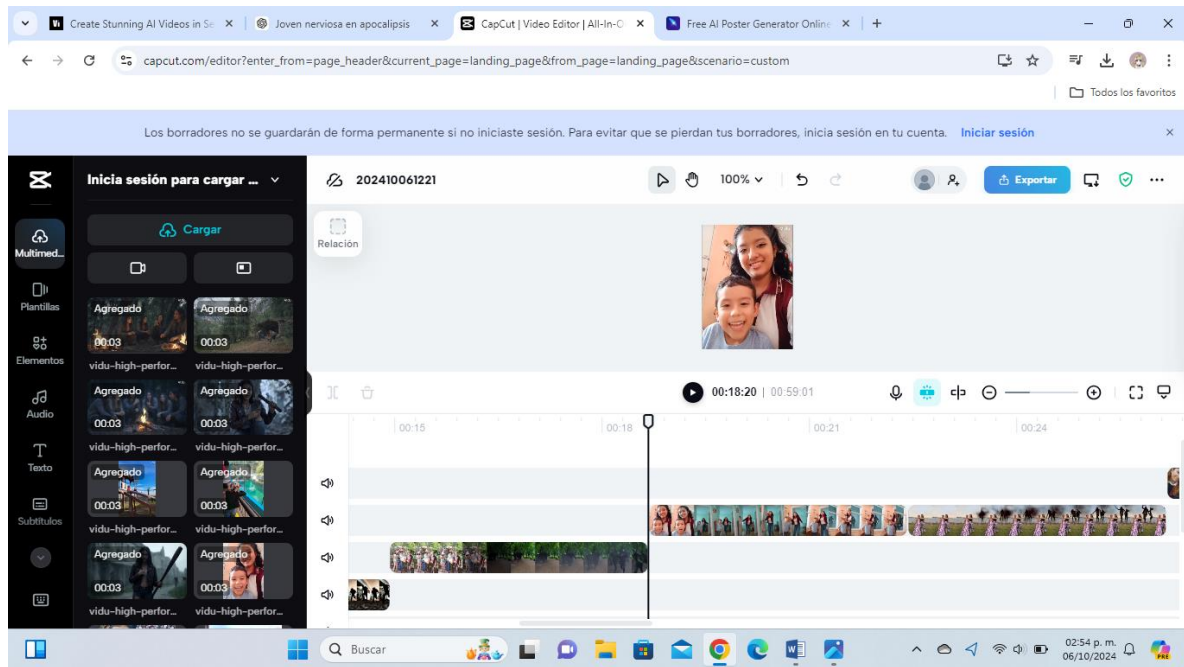 Create Stunning AI Videos in Se
Joven nerviosa en apocalipsis
CapCut | Video Editor | All-In-O
Free AI Poster Generator Online
capcut.com/editor?enter_from=page_header&current_page=landing_page&from_page=landing_page&scenario=custom
Todos los favoritos
Los borradores no se guardarán de forma permanente si no iniciaste sesión. Para evitar que se pierdan tus borradores, inicia sesión en tu cuenta. Iniciar sesión
Inicia sesión para cargar ...
202410061221
100%
Exportar
Multimed...
Plantillas
Elementos
Audio
Texto
Subtítulos
Cargar
Relación
Agregado Agregado
00:03 00:03
vidu-high-perfor... vidu-high-perfor...
Agregado Agregado
00:03 00:03
vidu-high-perfor... vidu-high-perfor...
Agregado Agregado
00:03 00:03
vidu-high-perfor... vidu-high-perfor...
Agregado Agregado
00:03 00:03
vidu-high-perfor... vidu-high-perfor...
00:18:20 | 00:59:01
00:15 00:18 00:21 00:24
Buscar
02:54 p. m.
06/10/2024
PRE